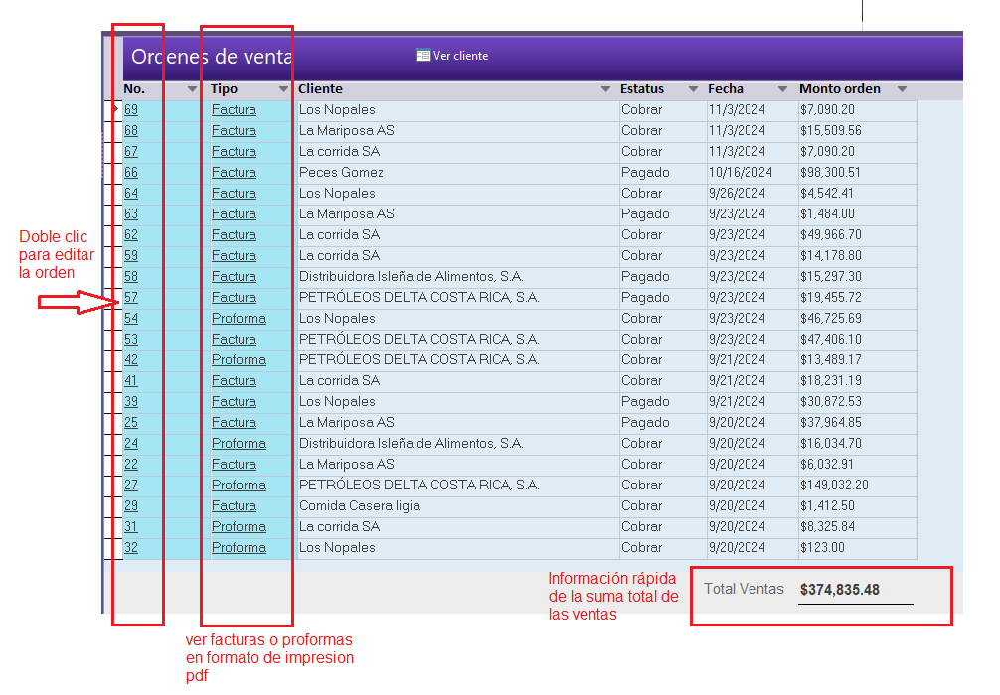 Ordenes de venta
Ver cliente
No. Tipo Cliente Estatus Fecha Monto orden
69 Factura Los Nopales Cobrar 11/3/2024 $7,090.20
68 Factura La Mariposa AS Cobrar 11/3/2024 $15,509.56
67 Factura La corrida SA Cobrar 11/3/2024 $7,090.20
66 Factura Peces Gomez Pagado 10/16/2024 $98,300.51
64 Factura Los Nopales Cobrar 9/26/2024 $4,542.41
63 Factura La Mariposa AS Pagado 9/23/2024 $1,484.00
62 Factura La corrida SA Cobrar 9/23/2024 $49,966.70
59 Factura La corrida SA Cobrar 9/23/2024 $14,178.80
58 Factura Distribuidora Isleña de Alimentos, S.A. Pagado 9/23/2024 $15,297.30
57 Factura PETRÓLEOS DELTA COSTA RICA, S.A. Pagado 9/23/2024 $19,455.72
54 Proforma Los Nopales Cobrar 9/23/2024 $46,725.69
53 Factura PETRÓLEOS DELTA COSTA RICA, S.A. Cobrar 9/23/2024 $47,406.10
42 Proforma PETRÓLEOS DELTA COSTA RICA, S.A. Cobrar 9/21/2024 $13,489.17
41 Factura La corrida SA Cobrar 9/21/2024 $18,231.19
39 Factura Los Nopales Pagado 9/21/2024 $30,872.53
25 Factura La Mariposa AS Pagado 9/20/2024 $37,964.85
24 Proforma Distribuidora Isleña de Alimentos, S.A. Cobrar 9/20/2024 $16,034.70
22 Factura La Mariposa AS Cobrar 9/20/2024 $6,032.91
27 Proforma PETRÓLEOS DELTA COSTA RICA, S.A. Cobrar 9/20/2024 $149,032.20
29 Factura Comida Casera ligia Cobrar 9/20/2024 $1,412.50
31 Proforma La corrida SA Cobrar 9/20/2024 $8,325.84
32 Proforma Los Nopales Cobrar 9/20/2024 $123.00
Doble clic
para editar
la orden
Información rápida
de la suma total de
las ventas
Total Ventas $374,835.48
ver facturas o proformas
en formato de impresion
pdf